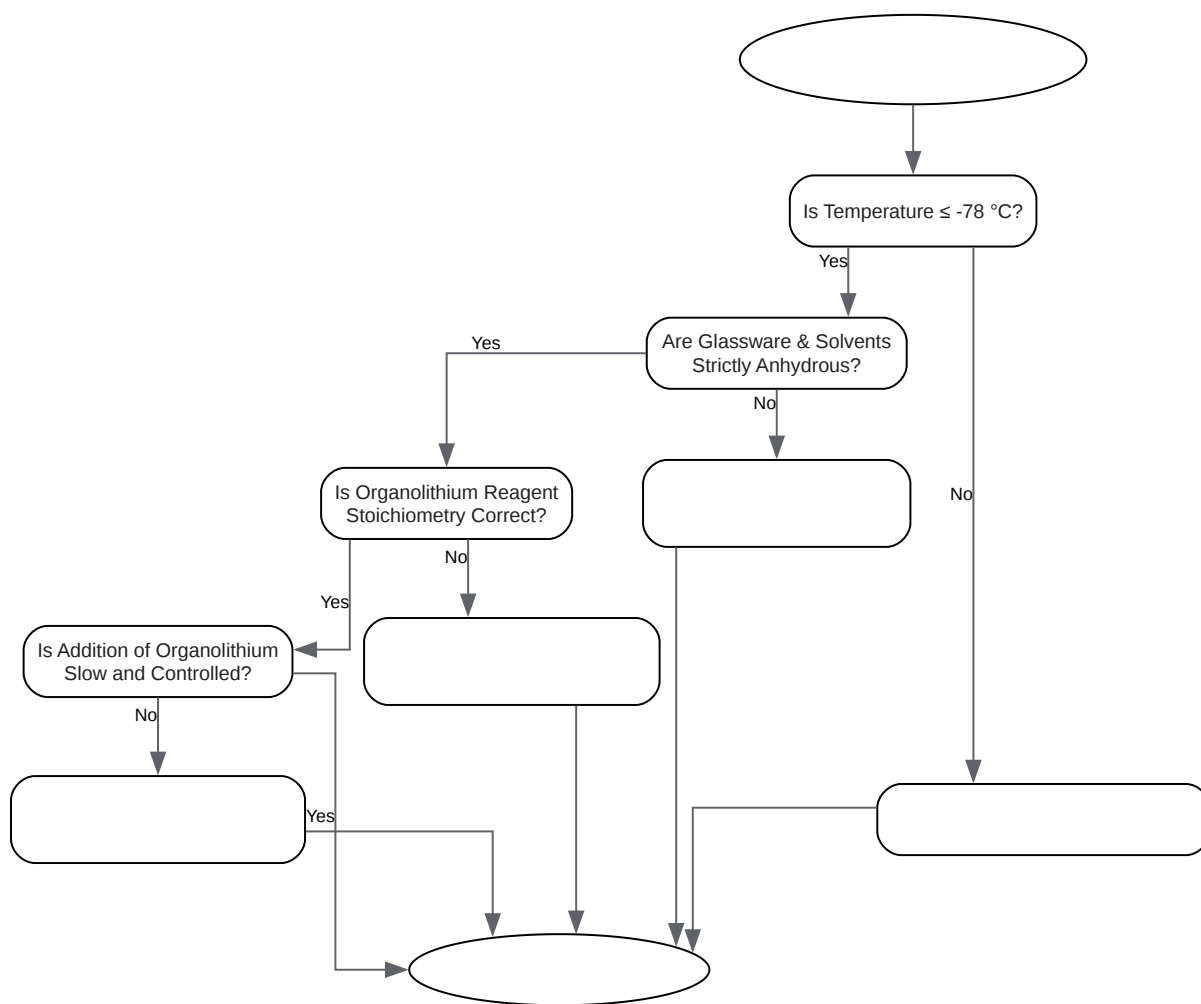 Is Temperature ≤ -78 °C?
Yes
Are Glassware & Solvents
Strictly Anhydrous?
Yes
No
Is Organolithium Reagent
Stoichiometry Correct?
No
No
Yes
Is Addition of Organolithium
Slow and Controlled?
No
Yes